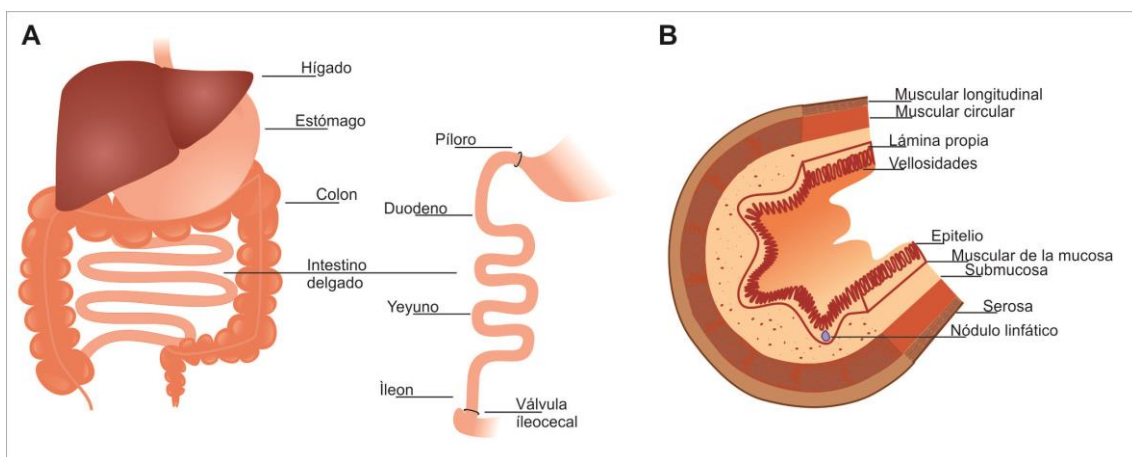 A
Hígado
Estómago
Colon
Intestino
delgado
Píloro
Duodeno
Yeyuno
Ìleon
Válvula
íleocecal
B
Muscular longitudinal
Muscular circular
Lámina propia
Vellosidades
Epitelio
Muscular de la mucosa
Submucosa
Serosa
Nódulo linfático